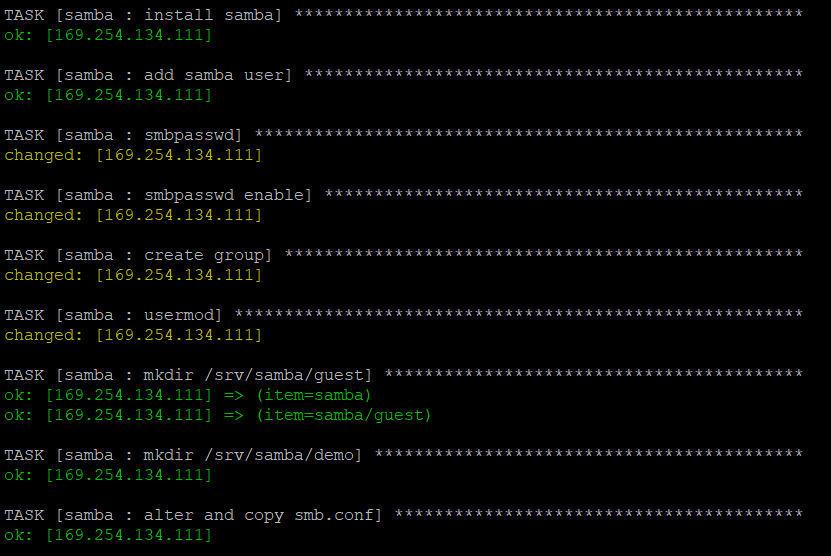 TASK [samba : install samba] ***************************************************
ok: [169.254.134.111]
TASK [samba : add samba user] **************************************************
ok: [169.254.134.111]
TASK [samba : smbpasswd] *******************************************************
changed: [169.254.134.111]
TASK [samba : smbpasswd enable] ************************************************
changed: [169.254.134.111]
TASK [samba : create group] ****************************************************
changed: [169.254.134.111]
TASK [samba : usermod] *********************************************************
changed: [169.254.134.111]
TASK [samba : mkdir /srv/samba/guest] ******************************************
ok: [169.254.134.111] => (item=samba)
ok: [169.254.134.111] => (item=samba/guest)
TASK [samba : mkdir /srv/samba/demo] *******************************************
ok: [169.254.134.111]
TASK [samba : alter and copy smb.conf] *****************************************
ok: [169.254.134.111]